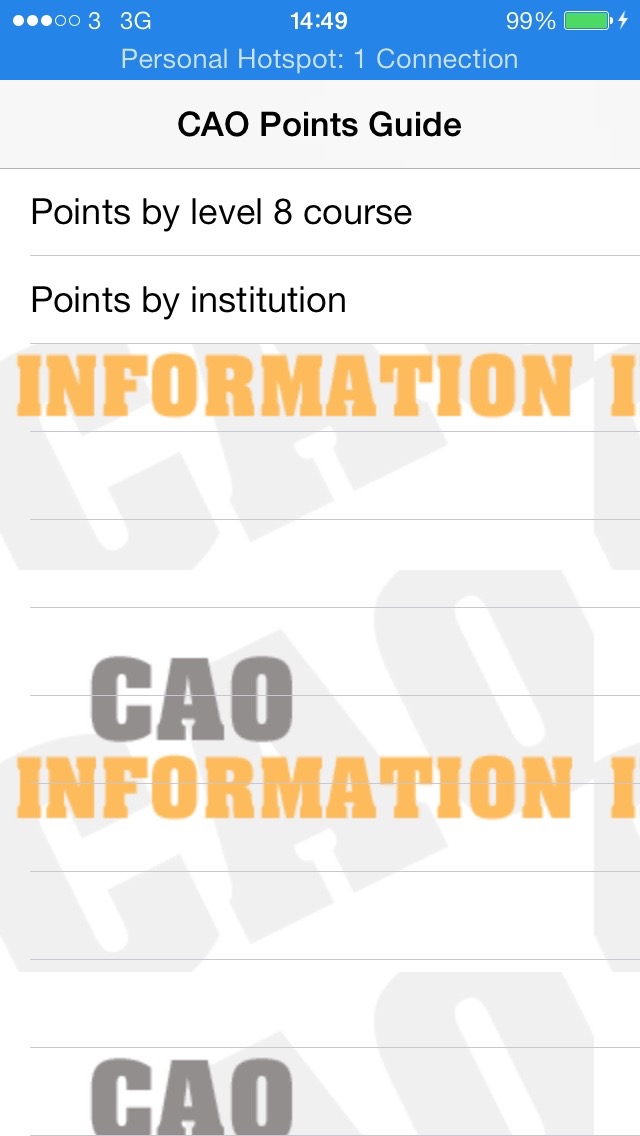 3 3G 14:49 99%
Personal Hotspot: 1 Connection
CAO Points Guide
Points by level 8 course
Points by institution
INFORMATION I
CAO
INFORMATION I
CAO